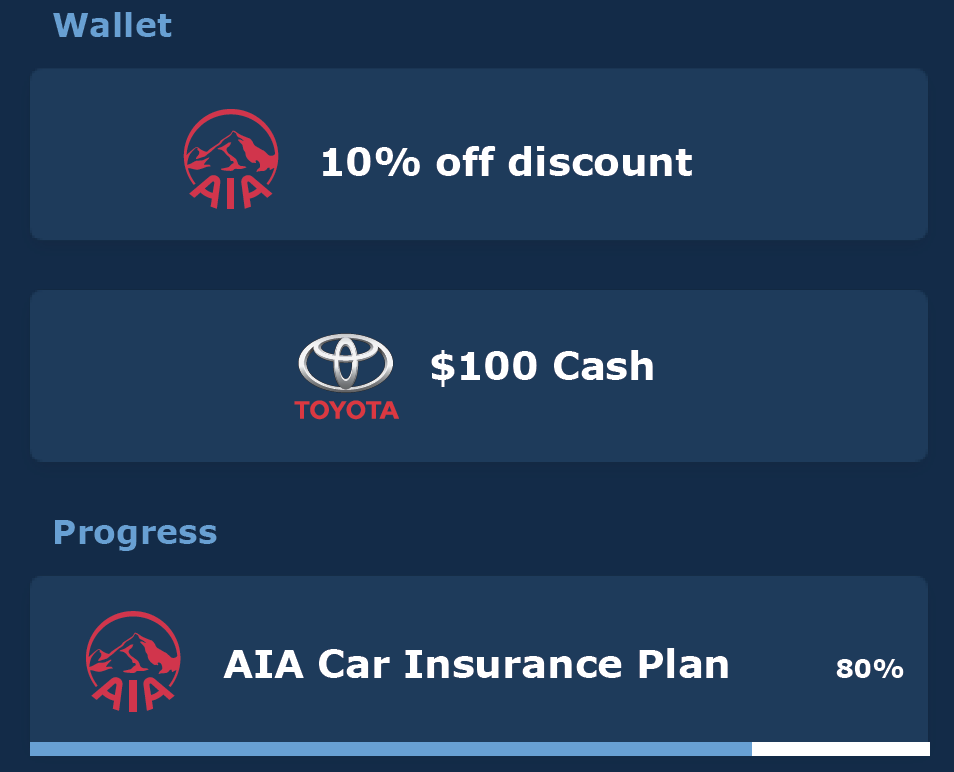 Wallet
AIA
10% off discount
TOYOTA
$100 Cash
Progress
AIA
AIA Car Insurance Plan
80%